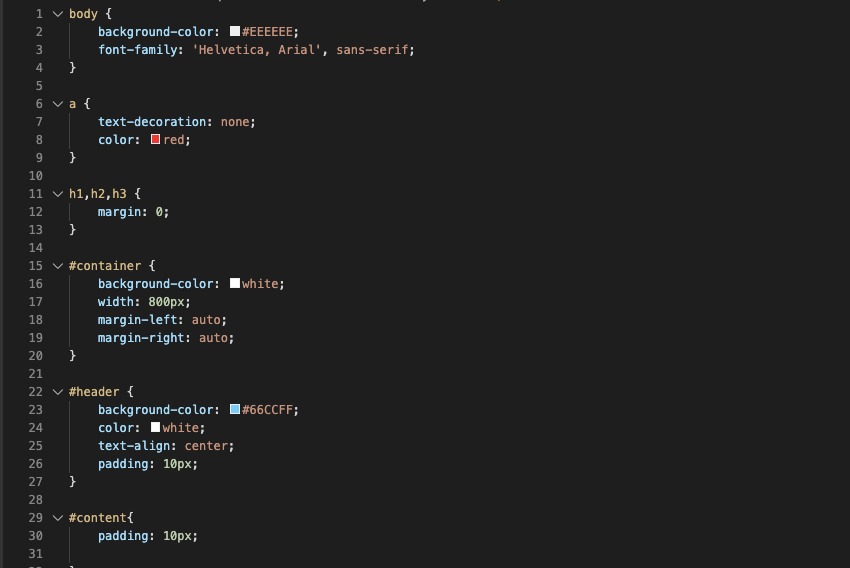 1 body {
2 background-color: #EEEEEE;
3 font-family: 'Helvetica, Arial', sans-serif;
4 }
5
6 a {
7 text-decoration: none;
8 color: red;
9 }
10
11 h1,h2,h3 {
12 margin: 0;
13 }
14
15 #container {
16 background-color: white;
17 width: 800px;
18 margin-left: auto;
19 margin-right: auto;
20 }
21
22 #header {
23 background-color: #66CCFF;
24 color: white;
25 text-align: center;
26 padding: 10px;
27 }
28
29 #content{
30 padding: 10px;
31